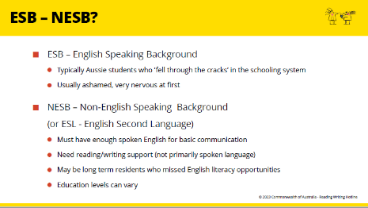 ESB – NESB?
ESB – English Speaking Background
Typically Aussie students who 'fell through the cracks' in the schooling system
Usually ashamed, very nervous at first
NESB – Non-English Speaking Background
(or ESL - English Second Language)
Must have enough spoken English for basic communication
Need reading/writing support (not primarily spoken language)
May be long term residents who missed English literacy opportunities
Education levels can vary
© 2020 Commonwealth of Australia Reading Writing Hotline